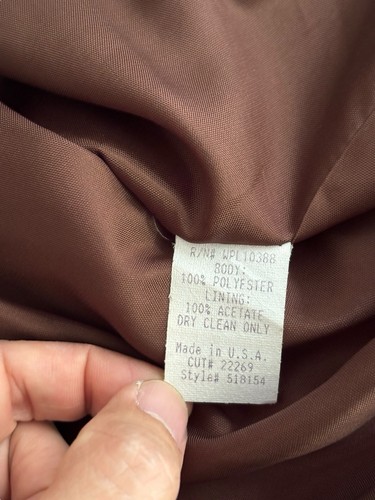 R/N# WPL10388
BODY:
100% POLYESTER
LINING:
100% ACETATE
DRY CLEAN ONLY
Made in U.S.A.
CUT# 22269
Style# 518154